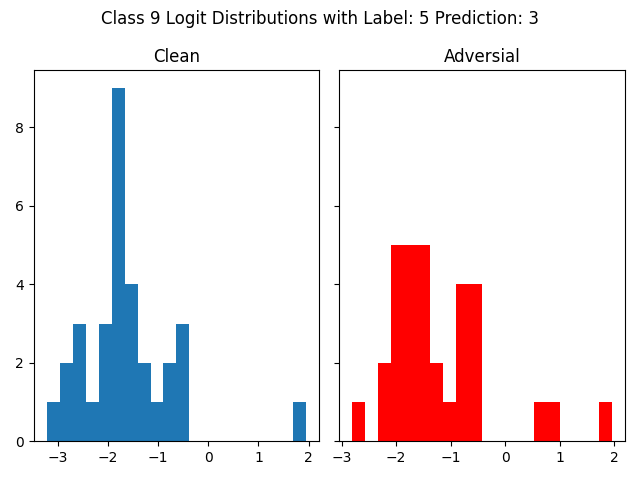 Class 9 Logit Distributions with Label: 5 Prediction: 3
Clean
Adversial
8
6
4
2
0
−3 −2 −1 0 1 2
−3 −2 −1 0 1 2